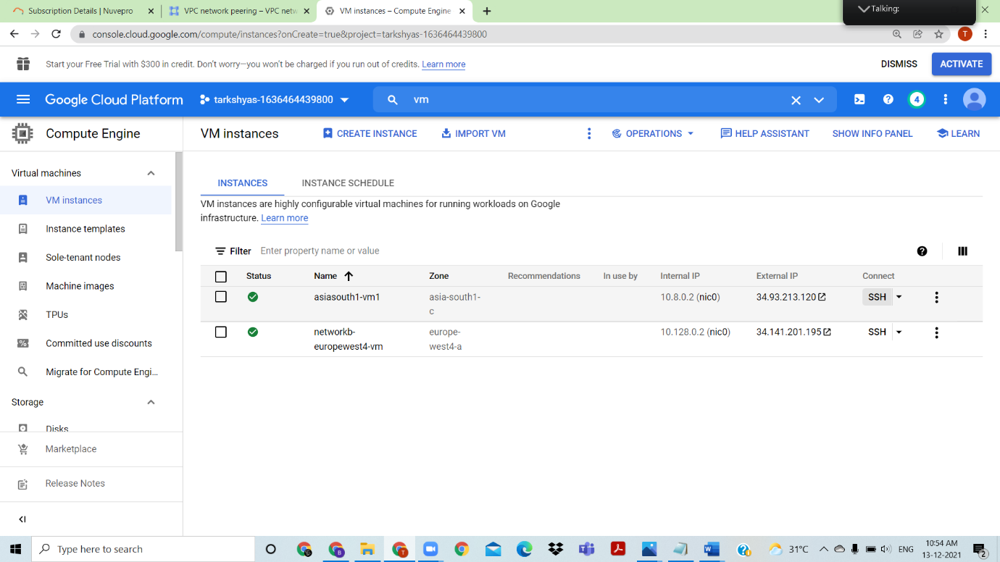 Subscription Details | Nuvepro
VPC network peering – VPC netw
VM instances – Compute Engine
Talking:
console.cloud.google.com/compute/instances?onCreate=true&project=tarkshyas-1636464439800
T
Start your Free Trial with $300 in credit. Don't worry—you won't be charged if you run out of credits. Learn more
DISMISS
ACTIVATE
Google Cloud Platform
tarkshyas-1636464439800
vm
4
Compute Engine
VM instances
CREATE INSTANCE
IMPORT VM
OPERATIONS
HELP ASSISTANT
SHOW INFO PANEL
LEARN
Virtual machines
VM instances
Instance templates
Sole-tenant nodes
Machine images
TPUs
Committed use discounts
Migrate for Compute Engi...
Storage
Disks
Marketplace
Release Notes
INSTANCES
INSTANCE SCHEDULE
VM instances are highly configurable virtual machines for running workloads on Google
infrastructure. Learn more
Filter Enter property name or value
Status Name Zone Recommendations In use by Internal IP External IP Connect
asiasouth1-vm1 asia-south1- 10.8.0.2 (nic0) 34.93.213.120 SSH
c
networkb- europe- 10.128.0.2 (nic0) 34.141.201.195 SSH
europewest4-vm west4-a
Type here to search
31°C
ENG
10:54 AM
13-12-2021
2